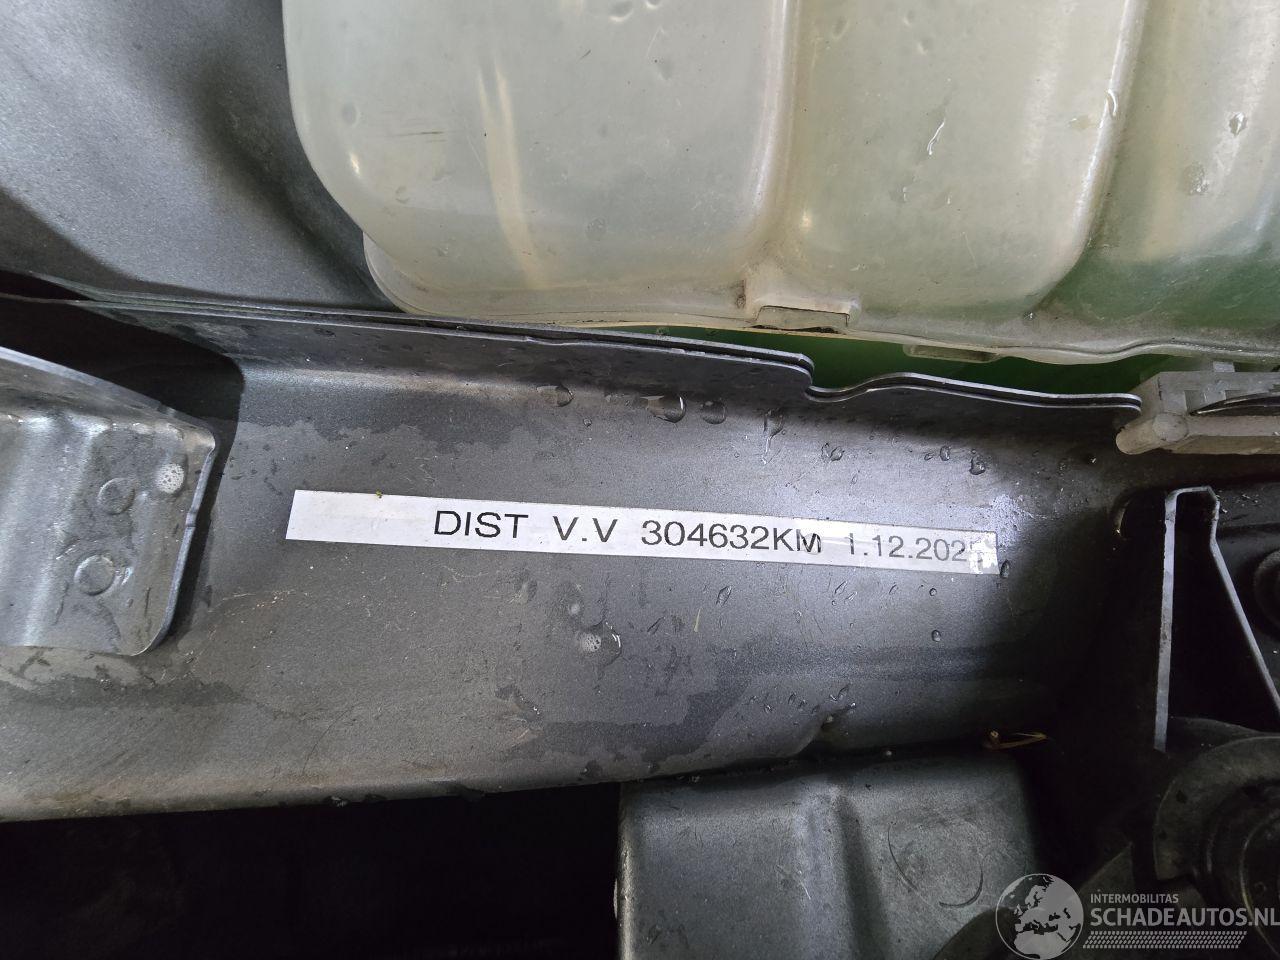 DIST V.V 304632KM 1.12.202
INTERMOBILITAS
SCHADEAUTOS.NL